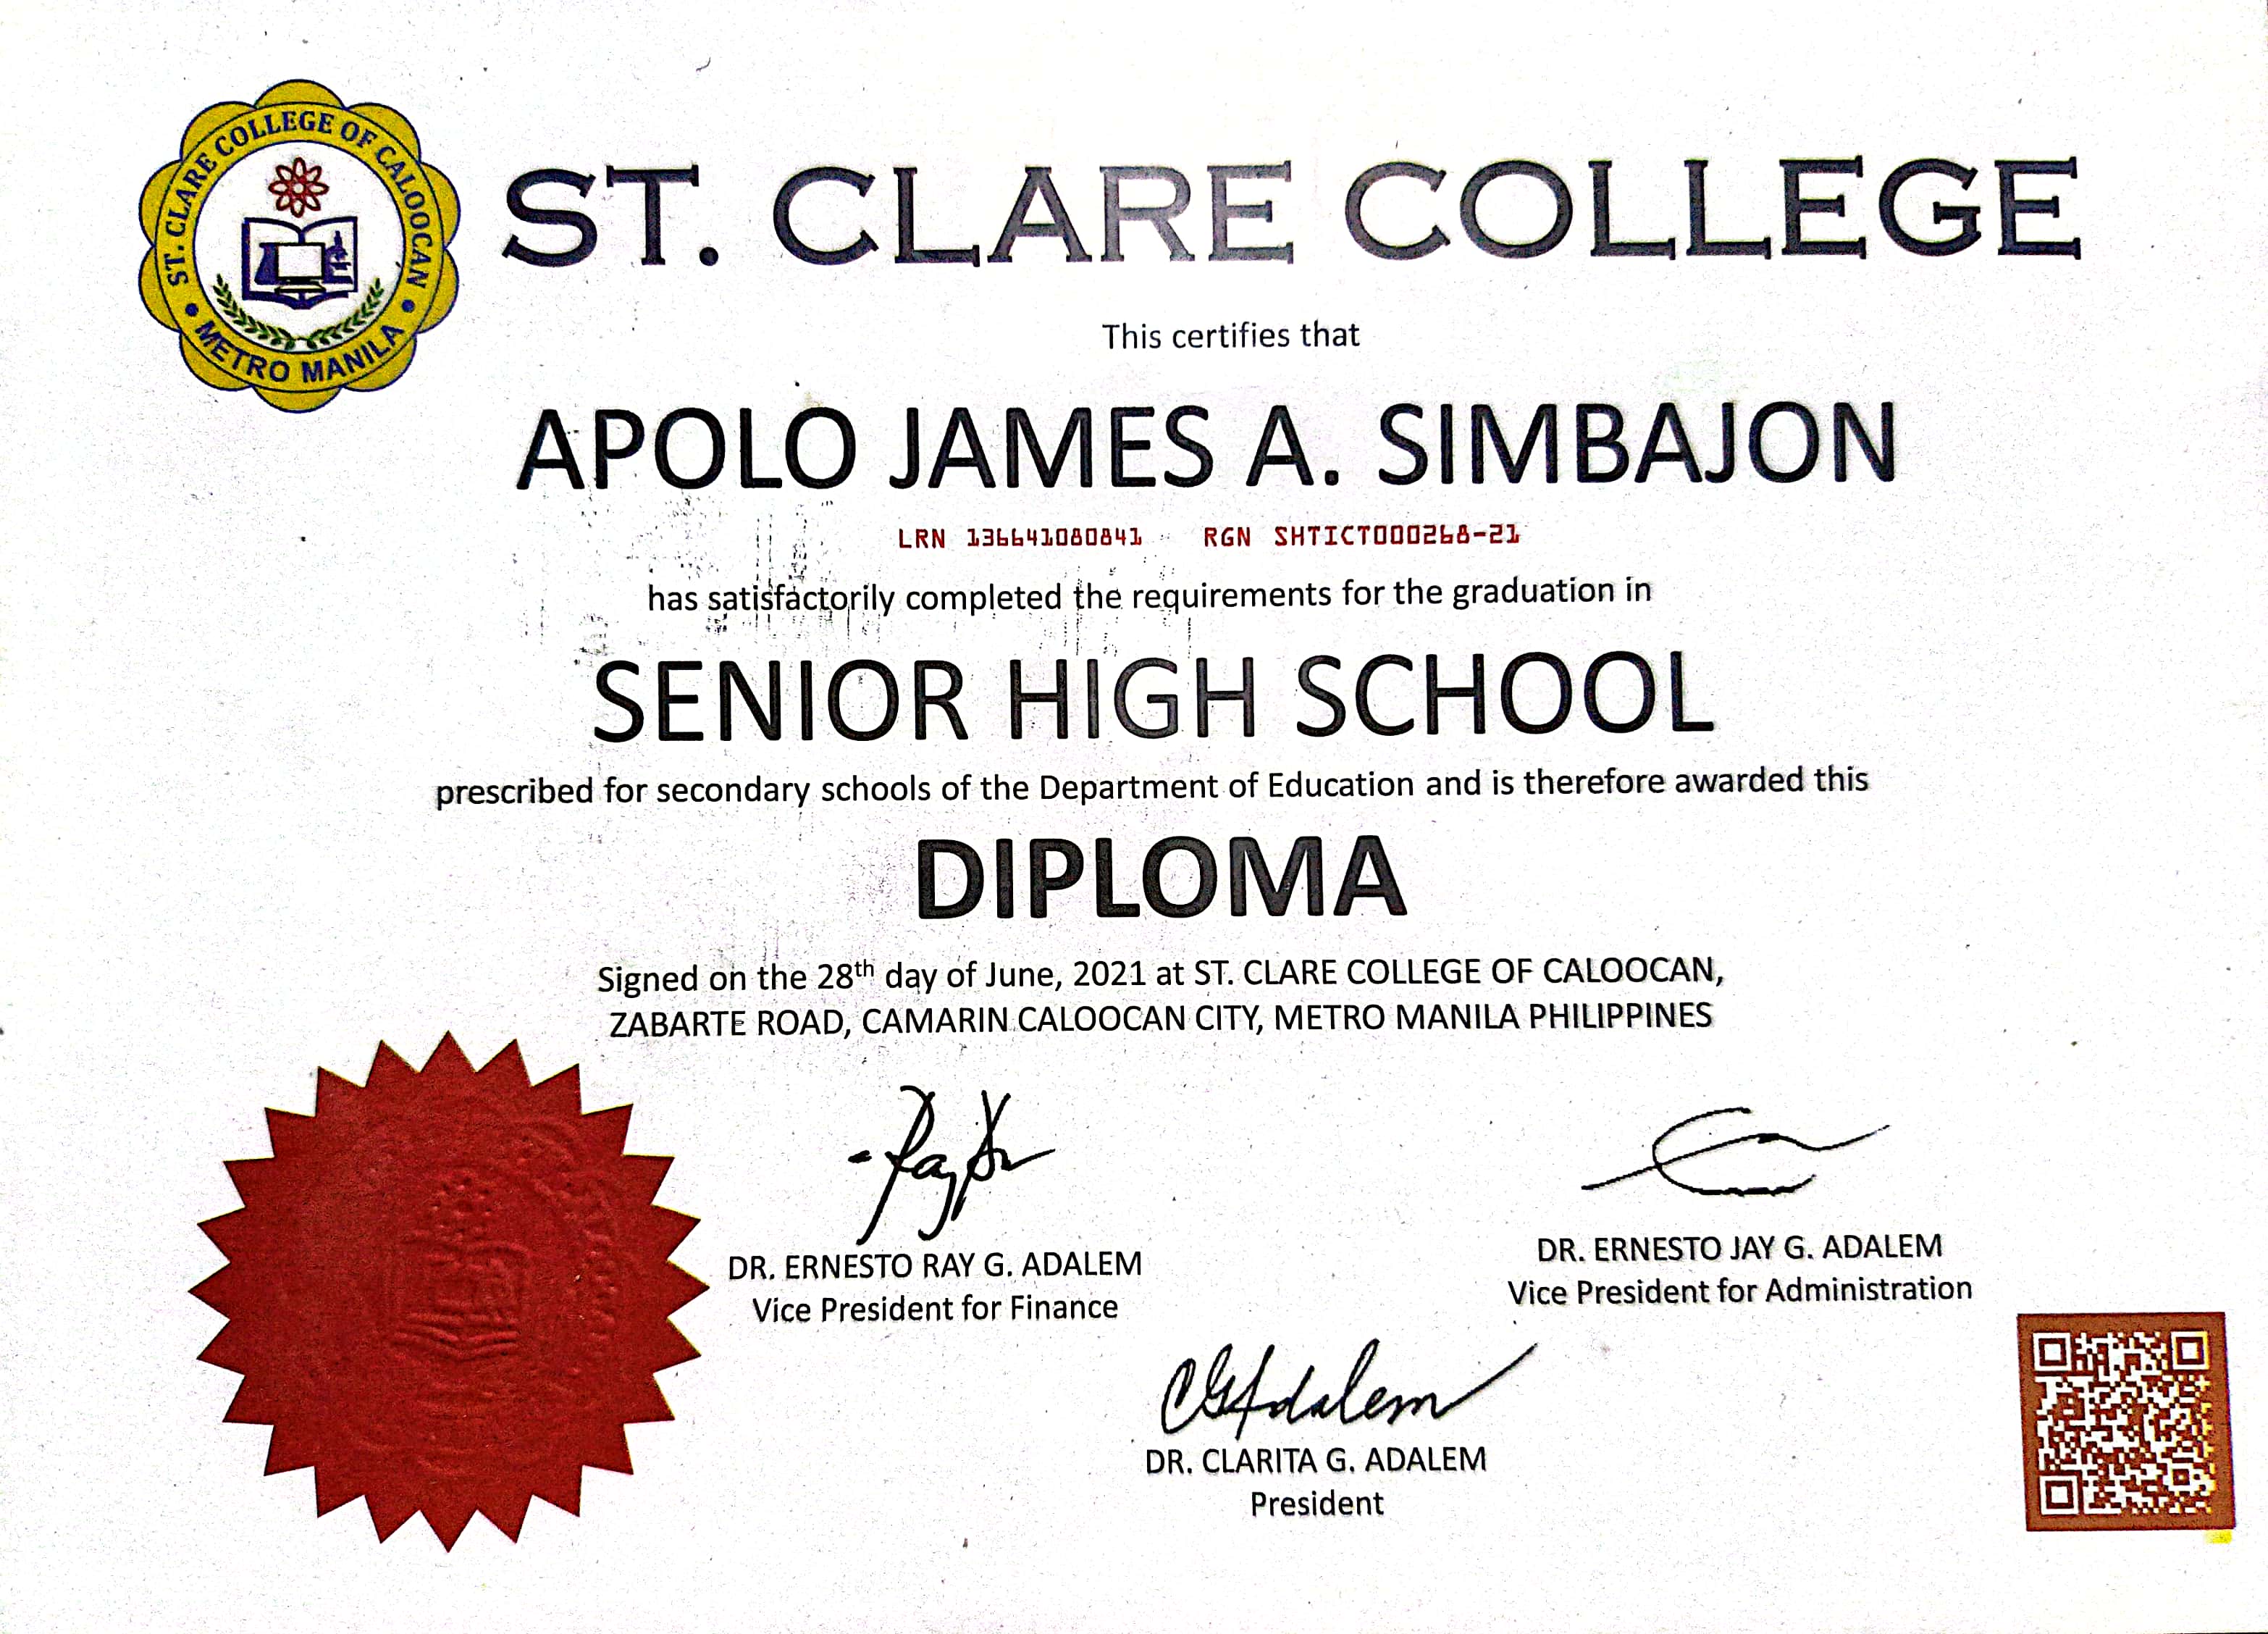 ST. CLARE COLLEGE OF CALOOCAN
METRO MANILA
ST. CLARE COLLEGE
This certifies that
APOLO JAMES A. SIMBAJON
LRN 136641080841 RGN SHTICT000268-21
has satisfactorily completed the requirements for the graduation in
SENIOR HIGH SCHOOL
prescribed for secondary schools of the Department of Education and is therefore awarded this
DIPLOMA
Signed on the 28th day of June, 2021 at ST. CLARE COLLEGE OF CALOOCAN,
ZABARTE ROAD, CAMARIN CALOOCAN CITY, METRO MANILA PHILIPPINES
DR. ERNESTO RAY G. ADALEM
Vice President for Finance
DR. ERNESTO JAY G. ADALEM
Vice President for Administration
CGAdalem
DR. CLARITA G. ADALEM
President